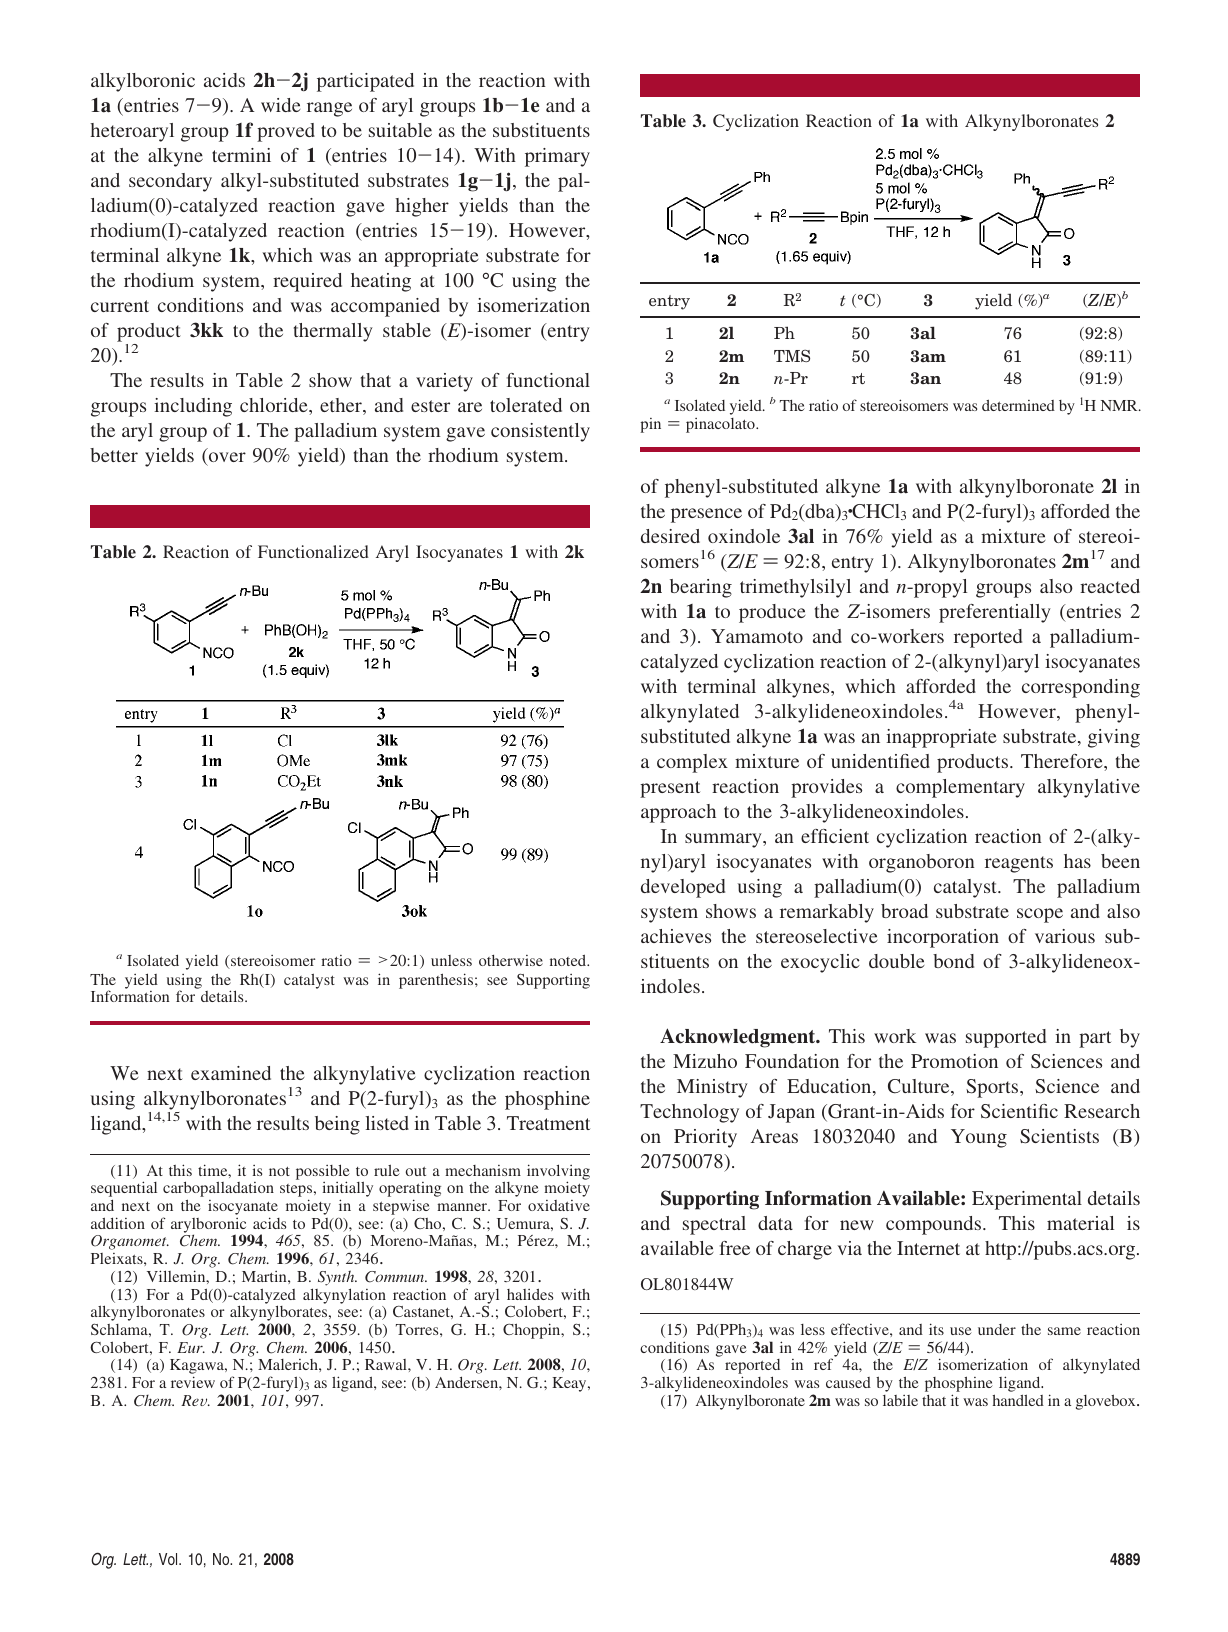 alkylboronic acids 2h−2j participated in the reaction with
1a (entries 7−9). A wide range of aryl groups 1b−1e and a
heteroaryl group 1f proved to be suitable as the substituents
at the alkyne termini of 1 (entries 10−14). With primary
and secondary alkyl-substituted substrates 1g−1j, the pal-
ladium(0)-catalyzed reaction gave higher yields than the
rhodium(I)-catalyzed reaction (entries 15−19). However,
terminal alkyne 1k, which was an appropriate substrate for
the rhodium system, required heating at 100 °C using the
current conditions and was accompanied by isomerization
of product 3kk to the thermally stable (E)-isomer (entry
20).12
The results in Table 2 show that a variety of functional
groups including chloride, ether, and ester are tolerated on
the aryl group of 1. The palladium system gave consistently
better yields (over 90% yield) than the rhodium system.
Table 2. Reaction of Functionalized Aryl Isocyanates 1 with 2k
R3 n-Bu NCO 1
+ PhB(OH)2 2k (1.5 equiv)
5 mol %
Pd(PPh3)4
THF, 50 °C
12 h
n-Bu Ph R3 O N H 3
entry 1 R3 3 yield (%)a
1 1l Cl 3lk 92 (76)
2 1m OMe 3mk 97 (75)
3 1n CO2Et 3nk 98 (80)
n-Bu Cl NCO n-Bu Ph Cl O N H
4 99 (89)
1o 3ok
a Isolated yield (stereoisomer ratio = >20:1) unless otherwise noted.
The yield using the Rh(I) catalyst was in parenthesis; see Supporting
Information for details.
We next examined the alkynylative cyclization reaction
using alkynylboronates13 and P(2-furyl)3 as the phosphine
ligand,14,15 with the results being listed in Table 3. Treatment
(11) At this time, it is not possible to rule out a mechanism involving
sequential carbopalladation steps, initially operating on the alkyne moiety
and next on the isocyanate moiety in a stepwise manner. For oxidative
addition of arylboronic acids to Pd(0), see: (a) Cho, C. S.; Uemura, S. J.
Organomet. Chem. 1994, 465, 85. (b) Moreno-Mañas, M.; Pérez, M.;
Pleixats, R. J. Org. Chem. 1996, 61, 2346.
(12) Villemin, D.; Martin, B. Synth. Commun. 1998, 28, 3201.
(13) For a Pd(0)-catalyzed alkynylation reaction of aryl halides with
alkynylboronates or alkynylborates, see: (a) Castanet, A.-S.; Colobert, F.;
Schlama, T. Org. Lett. 2000, 2, 3559. (b) Torres, G. H.; Choppin, S.;
Colobert, F. Eur. J. Org. Chem. 2006, 1450.
(14) (a) Kagawa, N.; Malerich, J. P.; Rawal, V. H. Org. Lett. 2008, 10,
2381. For a review of P(2-furyl)3 as ligand, see: (b) Andersen, N. G.; Keay,
B. A. Chem. Rev. 2001, 101, 997.
Table 3. Cyclization Reaction of 1a with Alkynylboronates 2
Ph NCO 1a
+ R2 Bpin 2 (1.65 equiv)
2.5 mol %
Pd2(dba)3·CHCl3
5 mol %
P(2-furyl)3
THF, 12 h
Ph R2 O N H 3
entry 2 R2 t (°C) 3 yield (%)a (Z/E)b
1 2l Ph 50 3al 76 (92:8)
2 2m TMS 50 3am 61 (89:11)
3 2n n-Pr rt 3an 48 (91:9)
a Isolated yield. b The ratio of stereoisomers was determined by 1H NMR.
pin = pinacolato.
of phenyl-substituted alkyne 1a with alkynylboronate 2l in
the presence of Pd2(dba)3•CHCl3 and P(2-furyl)3 afforded the
desired oxindole 3al in 76% yield as a mixture of stereoi-
somers16 (Z/E = 92:8, entry 1). Alkynylboronates 2m17 and
2n bearing trimethylsilyl and n-propyl groups also reacted
with 1a to produce the Z-isomers preferentially (entries 2
and 3). Yamamoto and co-workers reported a palladium-
catalyzed cyclization reaction of 2-(alkynyl)aryl isocyanates
with terminal alkynes, which afforded the corresponding
alkynylated 3-alkylideneoxindoles.4a However, phenyl-
substituted alkyne 1a was an inappropriate substrate, giving
a complex mixture of unidentified products. Therefore, the
present reaction provides a complementary alkynylative
approach to the 3-alkylideneoxindoles.
In summary, an efficient cyclization reaction of 2-(alky-
nyl)aryl isocyanates with organoboron reagents has been
developed using a palladium(0) catalyst. The palladium
system shows a remarkably broad substrate scope and also
achieves the stereoselective incorporation of various sub-
stituents on the exocyclic double bond of 3-alkylideneox-
indoles.
Acknowledgment. This work was supported in part by
the Mizuho Foundation for the Promotion of Sciences and
the Ministry of Education, Culture, Sports, Science and
Technology of Japan (Grant-in-Aids for Scientific Research
on Priority Areas 18032040 and Young Scientists (B)
20750078).
Supporting Information Available: Experimental details
and spectral data for new compounds. This material is
available free of charge via the Internet at http://pubs.acs.org.
OL801844W
(15) Pd(PPh3)4 was less effective, and its use under the same reaction
conditions gave 3al in 42% yield (Z/E = 56/44).
(16) As reported in ref 4a, the E/Z isomerization of alkynylated
3-alkylideneoxindoles was caused by the phosphine ligand.
(17) Alkynylboronate 2m was so labile that it was handled in a glovebox.
Org. Lett., Vol. 10, No. 21, 2008
4889